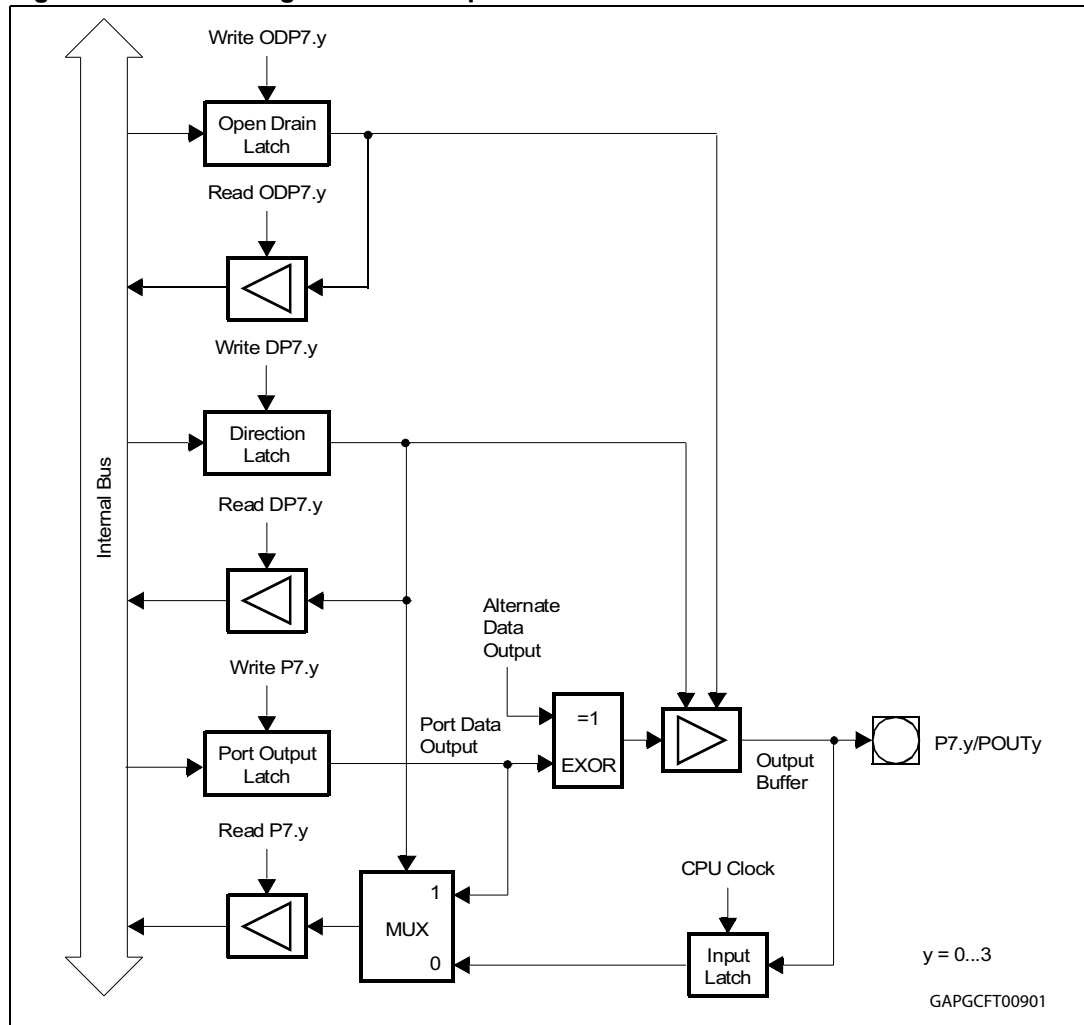 Write ODP7.y
Open Drain
Latch
Read ODP7.y
Write DP7.y
Direction
Latch
Internal Bus
Read DP7.y
Alternate
Data
Output
Write P7.y
=1
EXOR
Port Data
Output
Port Output
Latch
P7.y/POUTy
Output
Buffer
Read P7.y
CPU Clock
1
MUX
0
Input
Latch
y = 0...3
GAPGCFT00901